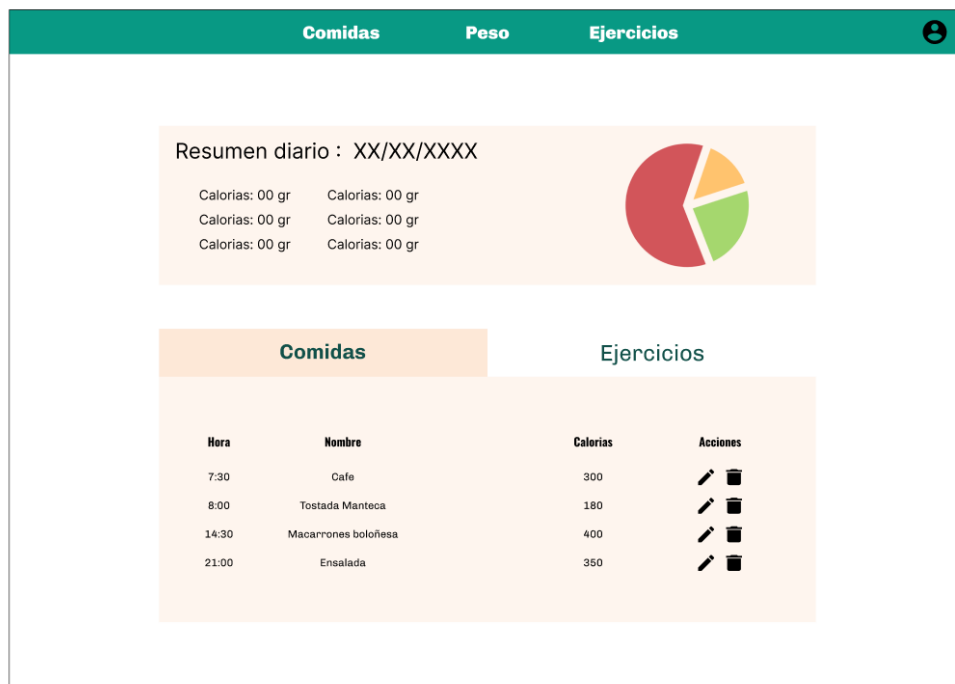 Comidas Peso Ejercicios
Resumen diario : XX/XX/XXXX
Calorias: 00 gr Calorias: 00 gr
Calorias: 00 gr Calorias: 00 gr
Calorias: 00 gr Calorias: 00 gr
Comidas Ejercicios
Hora Nombre Calorias Acciones
7:30 Cafe 300
8:00 Tostada Manteca 180
14:30 Macarrones boloñesa 400
21:00 Ensalada 350